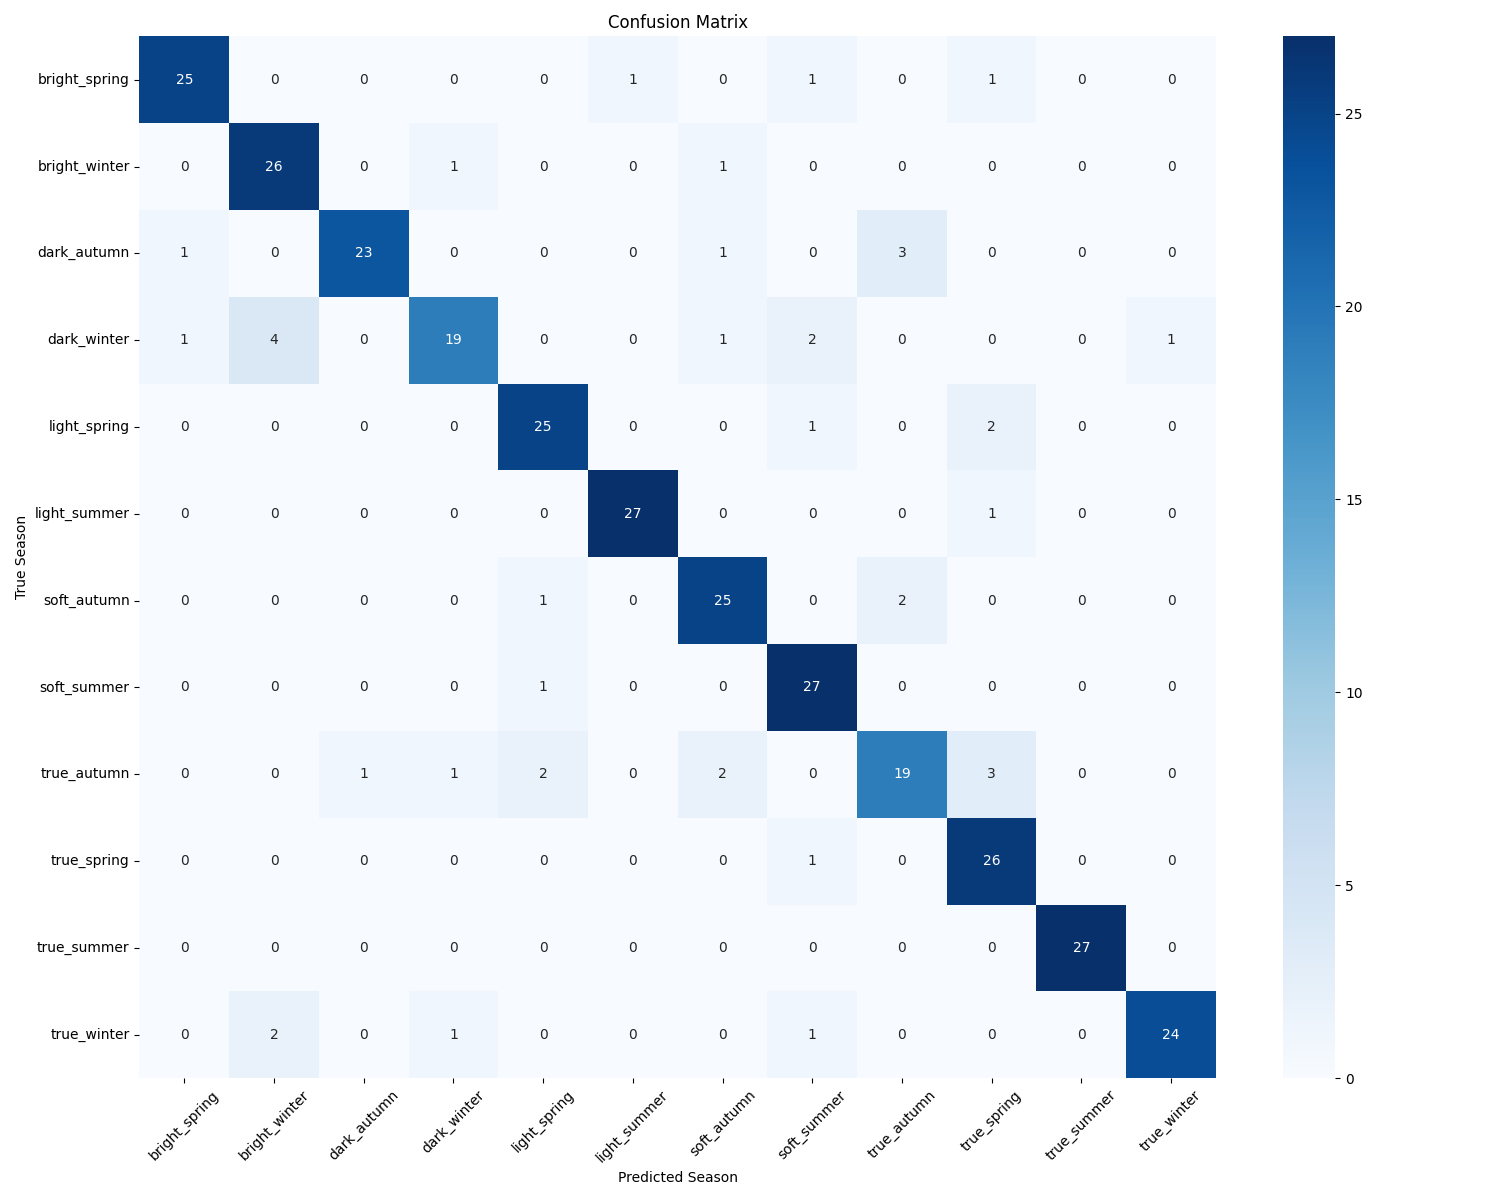 Confusion Matrix
bright_spring 25 0 0 0 0 1 0 1 0 1 0 0
bright_winter 0 26 0 1 0 0 1 0 0 0 0 0
dark_autumn 1 0 23 0 0 0 1 0 3 0 0 0
dark_winter 1 4 0 19 0 0 1 2 0 0 0 1
light_spring 0 0 0 0 25 0 0 1 0 2 0 0
light_summer 0 0 0 0 0 27 0 0 0 1 0 0
soft_autumn 0 0 0 0 1 0 25 0 2 0 0 0
soft_summer 0 0 0 0 1 0 0 27 0 0 0 0
true_autumn 0 0 1 1 2 0 2 0 19 3 0 0
true_spring 0 0 0 0 0 0 0 1 0 26 0 0
true_summer 0 0 0 0 0 0 0 0 0 0 27 0
true_winter 0 2 0 1 0 0 0 1 0 0 0 24
True Season
bright_spring bright_winter dark_autumn dark_winter light_spring light_summer soft_autumn soft_summer true_autumn true_spring true_summer true_winter
Predicted Season
25
20
15
10
5
0